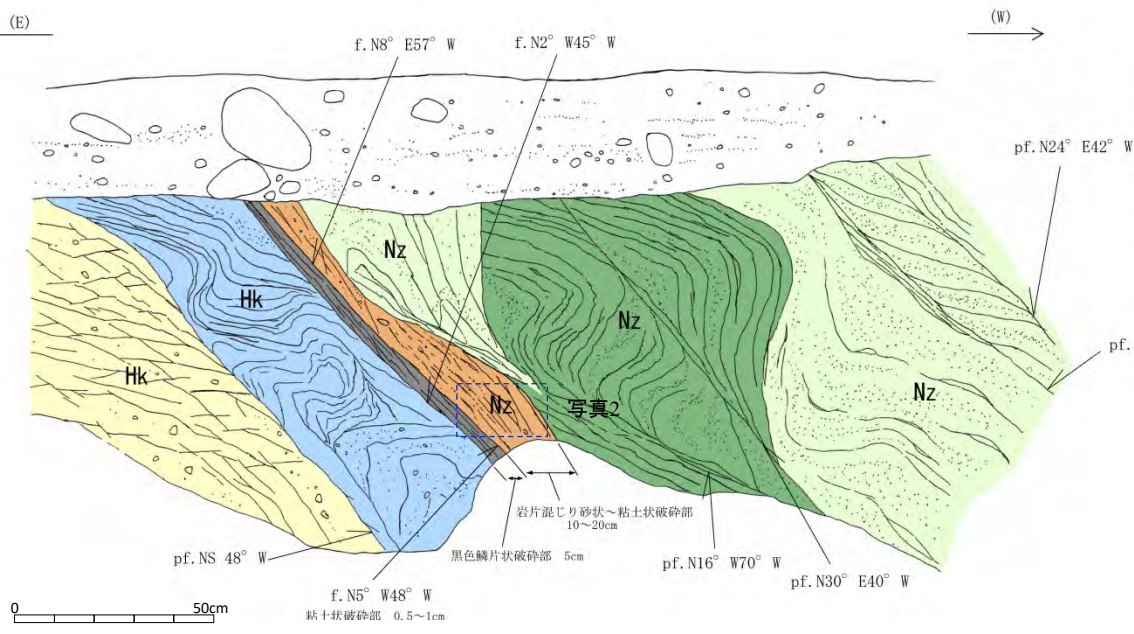 (E)
(W)
f.N8° E57° W
f.N2° W45° W
pf.N24° E42° W
Nz
Hk
Nz
Hk
pf.
Nz
写真2
Nz
岩片混じり砂状～粘土状破砕部
10～20cm
黒色鱗片状破砕部 5cm
pf.NS 48° W
pf.N16° W70° W
pf.N30° E40° W
f.N5° W48° W
粘土状破砕部 0.5～1cm
0 50cm